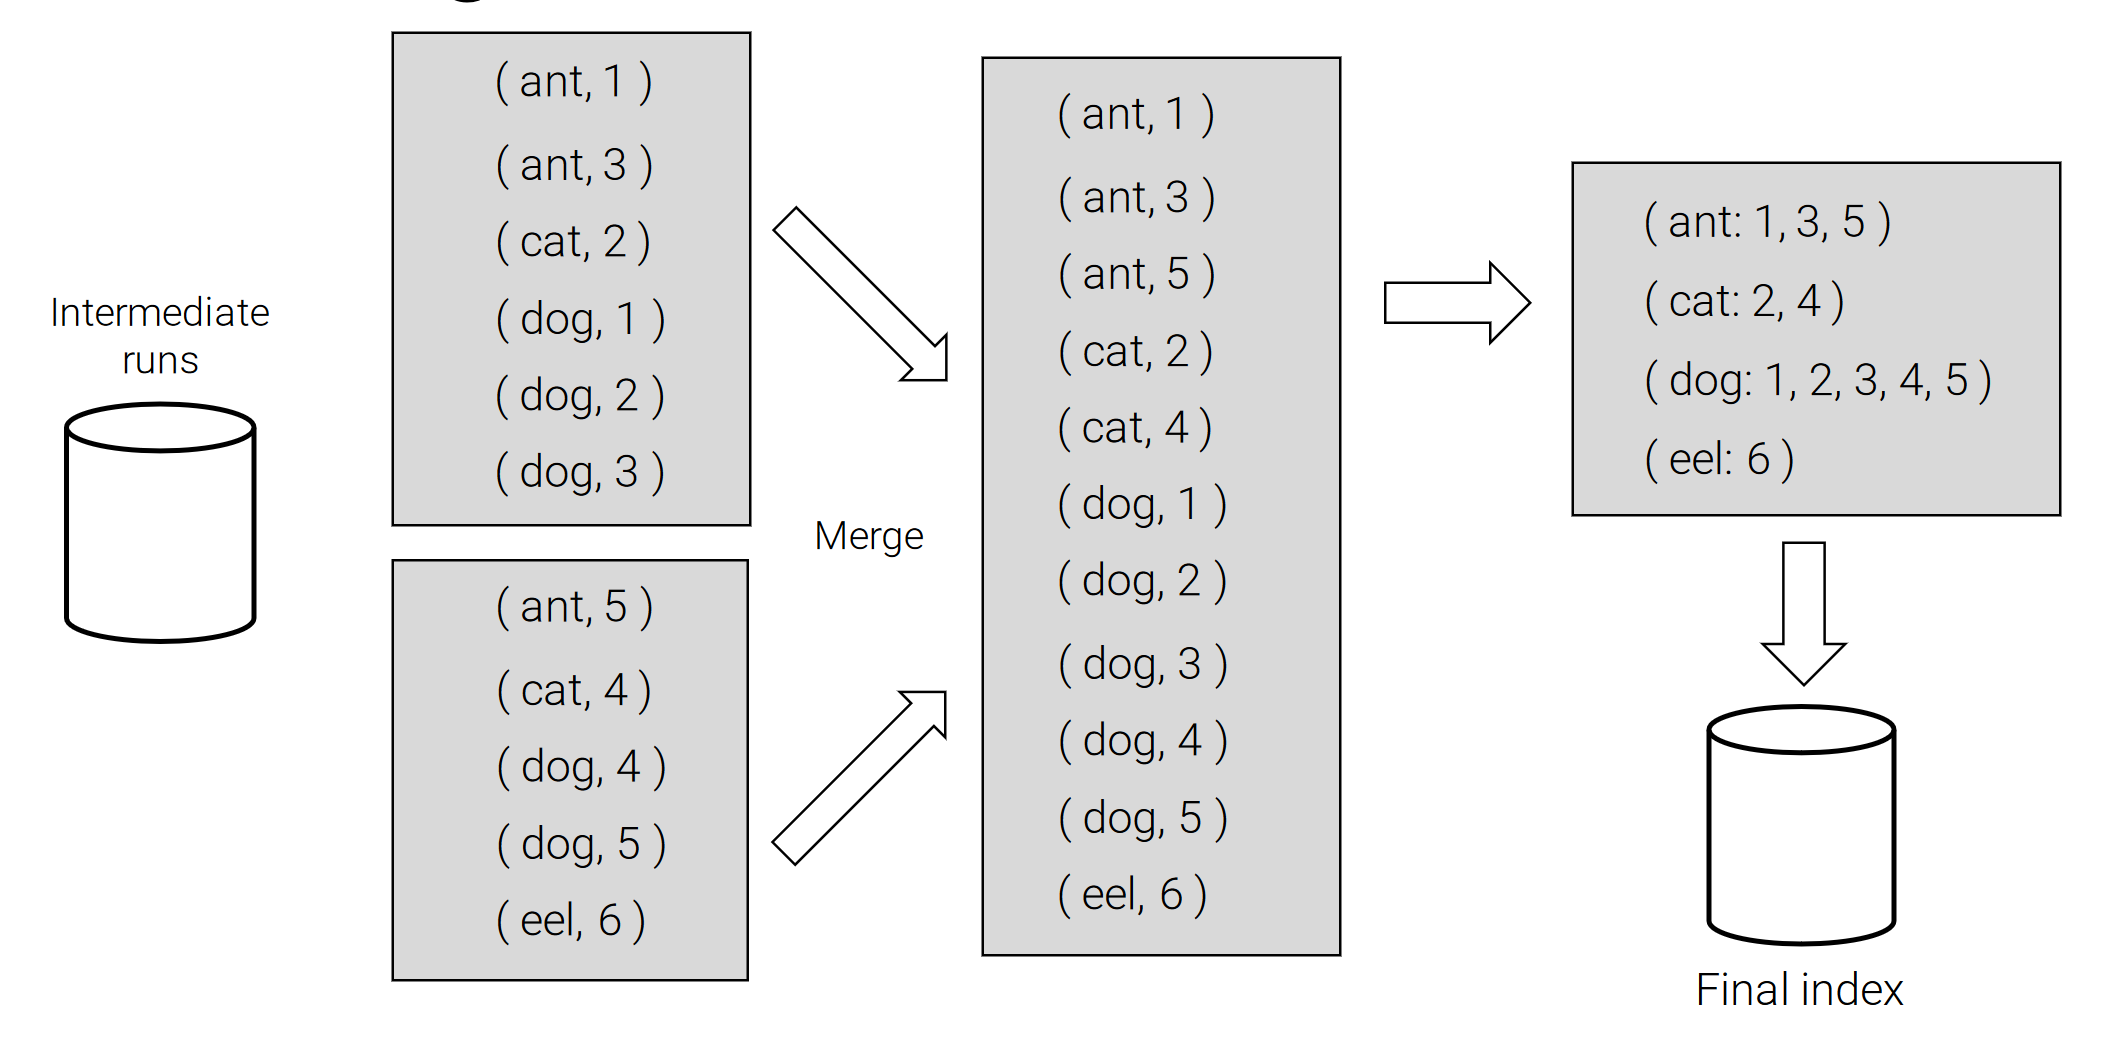 Intermediate
runs
( ant, 1 )
( ant, 3 )
( cat, 2 )
( dog, 1 )
( dog, 2 )
( dog, 3 )
( ant, 5 )
( cat, 4 )
( dog, 4 )
( dog, 5 )
( eel, 6 )
Merge
( ant, 1 )
( ant, 3 )
( ant, 5 )
( cat, 2 )
( cat, 4 )
( dog, 1 )
( dog, 2 )
( dog, 3 )
( dog, 4 )
( dog, 5 )
( eel, 6 )
( ant: 1, 3, 5 )
( cat: 2, 4 )
( dog: 1, 2, 3, 4, 5 )
( eel: 6 )
Final index